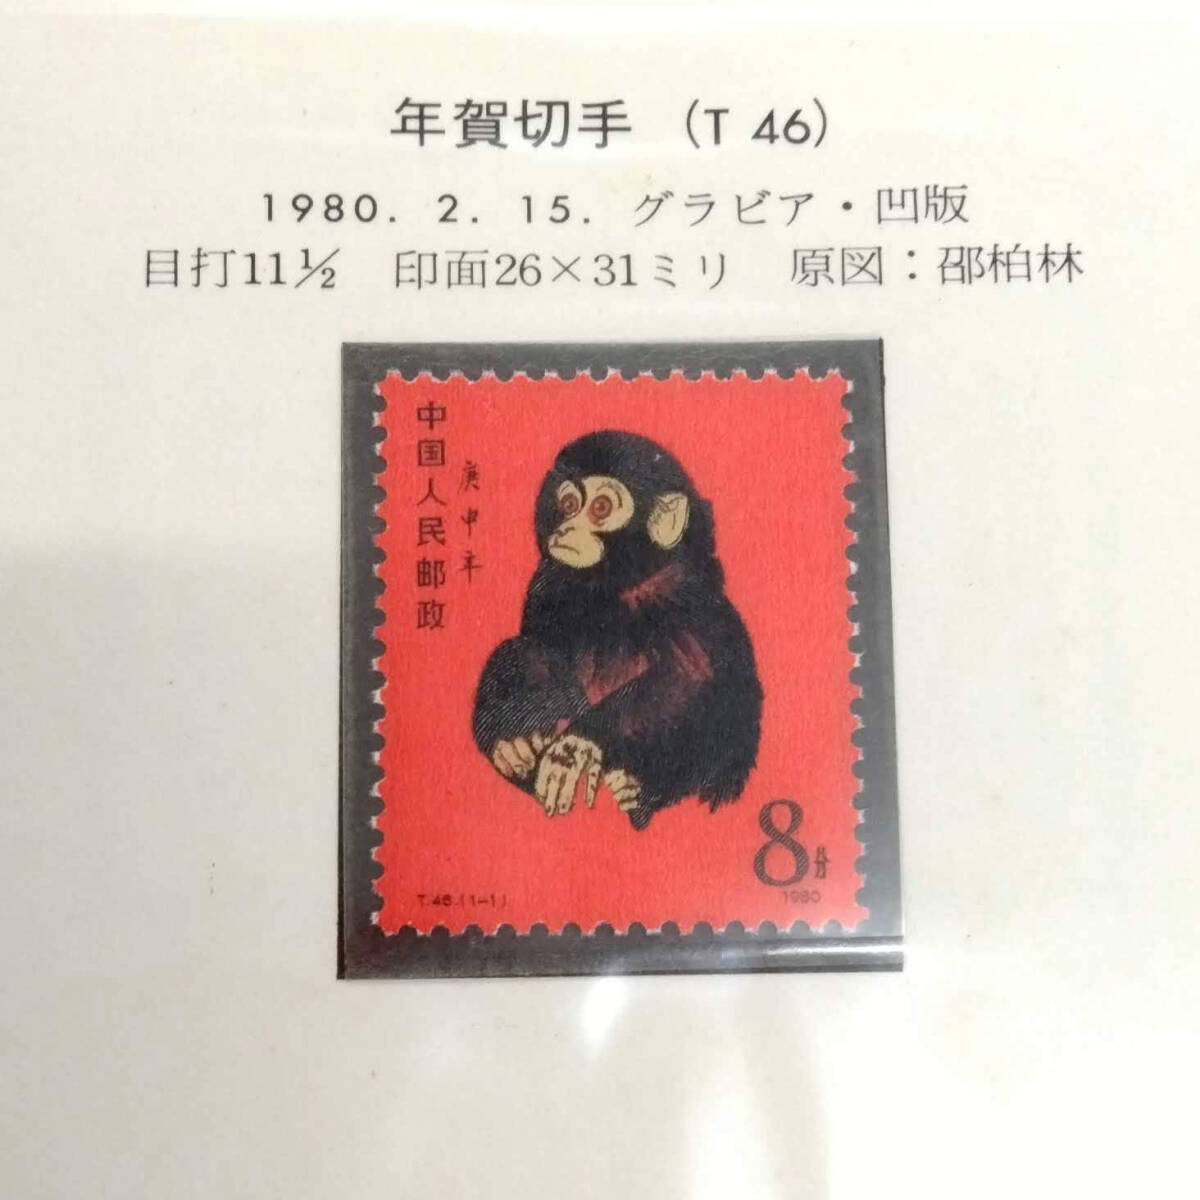 年賀切手 (T 46)
1980. 2. 15. グラビア・凹版
目打11½ 印面26×31ミリ 原図：邵柏林
中国人民邮政
庚申年
8分
T.46.(1-1)
1980